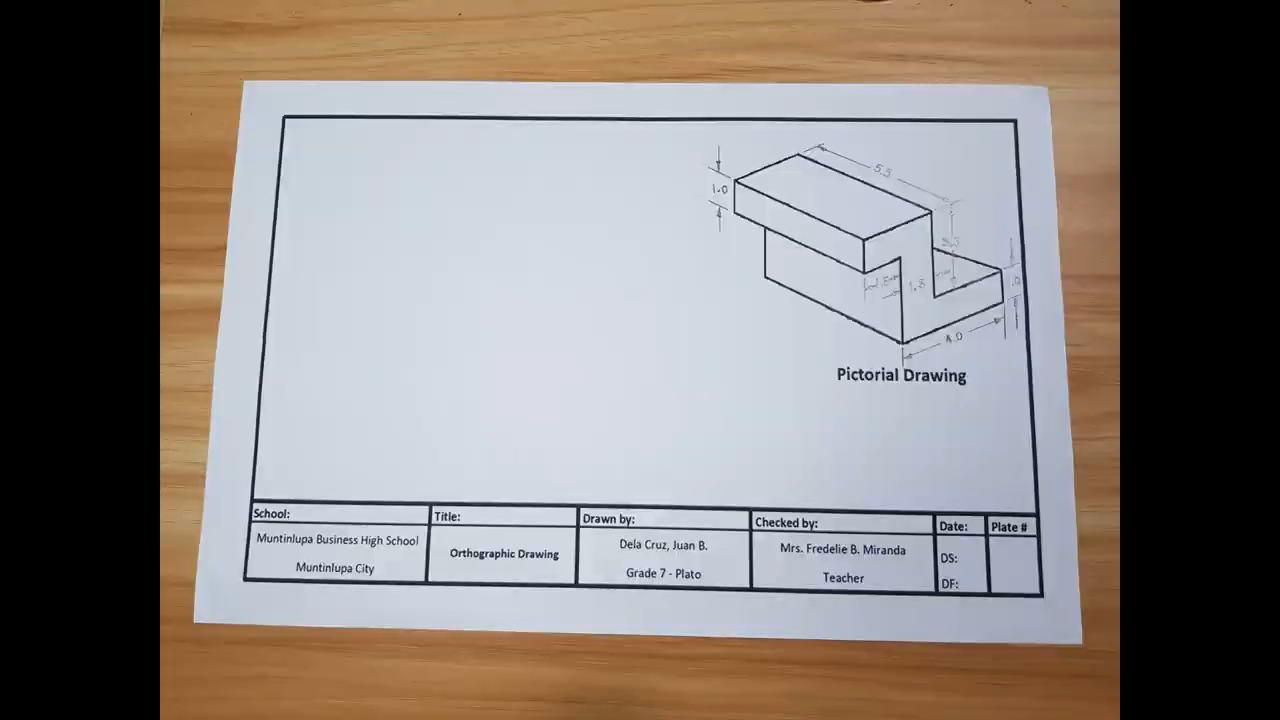 5.5
1.0
1.8
4.0
Pictorial Drawing
School:
Muntinlupa Business High School
Muntinlupa City
Title:
Orthographic Drawing
Drawn by:
Dela Cruz, Juan B.
Grade 7 - Plato
Checked by:
Mrs. Fredelie B. Miranda
Teacher
Date:
DS:
DF:
Plate #